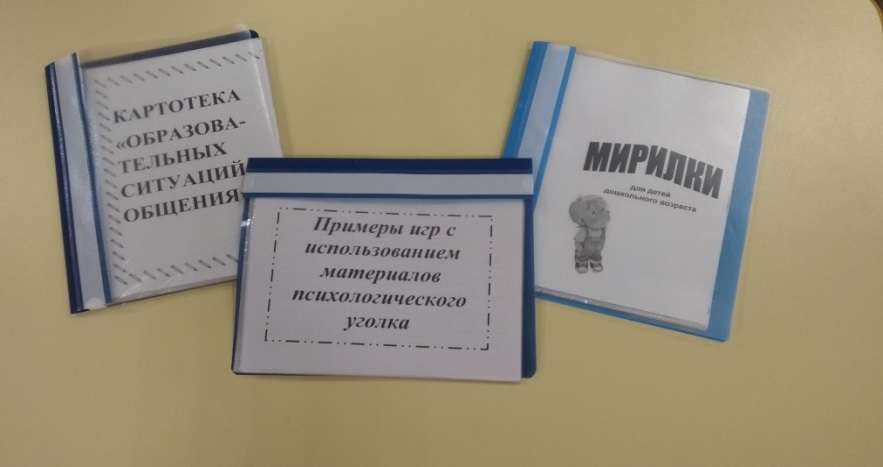 КАРТОТЕКА
«ОБРАЗОВА-
ТЕЛЬНЫХ
СИТУАЦИЙ
ОБЩЕНИЯ»
Примеры игр с
использованием
материалов
психологического
уголка
МИРИЛКИ
для детей
дошкольного возраста